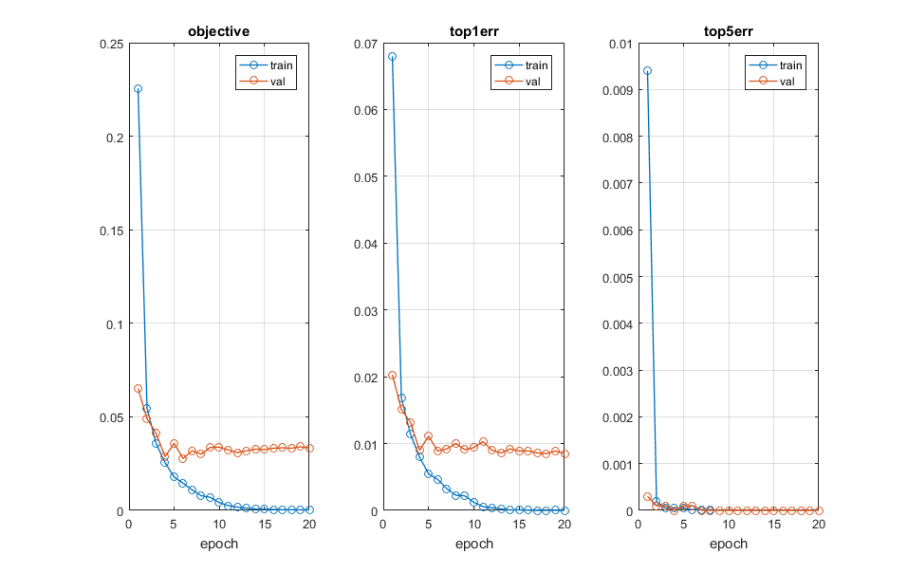 objective
0.25
0.2
0.15
0.1
0.05
0
0 5 10 15 20
epoch
train
val
top1err
0.07
0.06
0.05
0.04
0.03
0.02
0.01
0
0 5 10 15 20
epoch
train
val
top5err
0.01
0.009
0.008
0.007
0.006
0.005
0.004
0.003
0.002
0.001
0
0 5 10 15 20
epoch
train
val